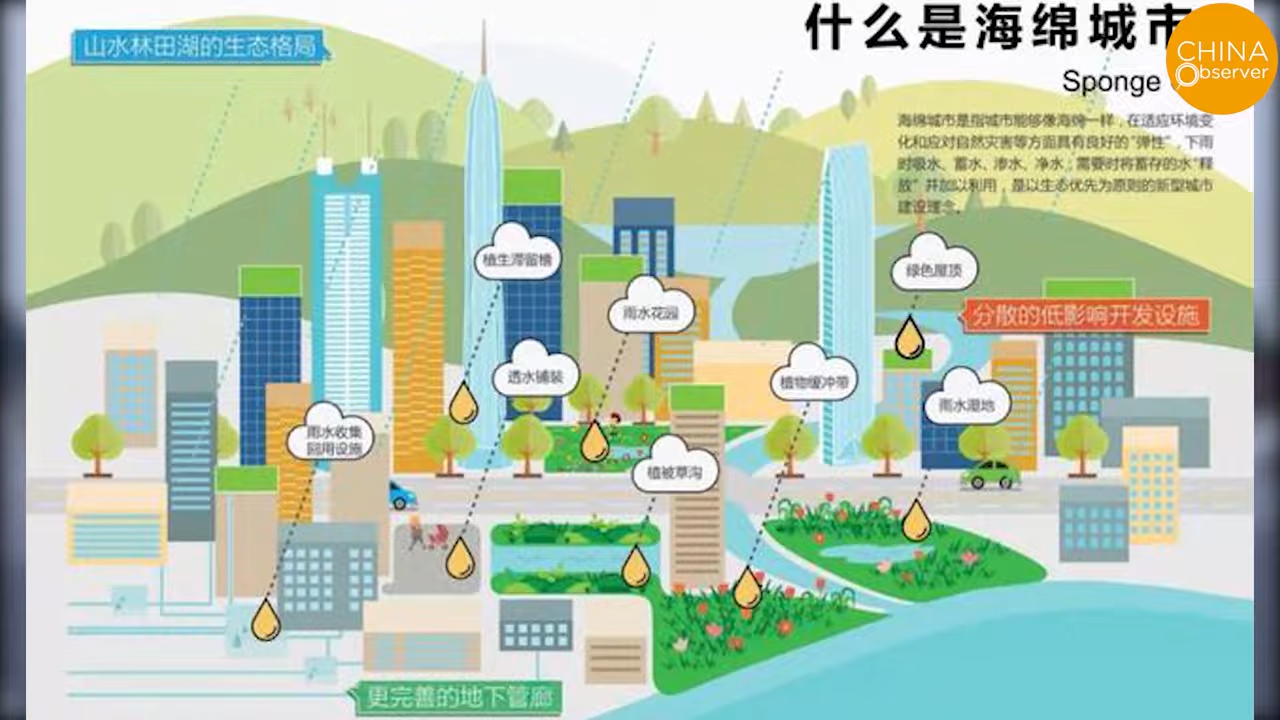 山水林田湖的生态格局
什么是海绵城市
CHINA
Observer
Sponge
海绵城市是指城市能够像海绵一样，在适应环境变
化和应对自然灾害等方面具有良好的“弹性”，下雨
时吸水、蓄水、渗水、净水，需要时将蓄存的水“释
放”并加以利用，是以生态优先为原则的新型城市
建设理念。
植生滞留槽
绿色屋顶
雨水花园
分散的低影响开发设施
透水铺装
植物缓冲带
雨水湿地
雨水收集
回用设施
植被草沟
更完善的地下管廊